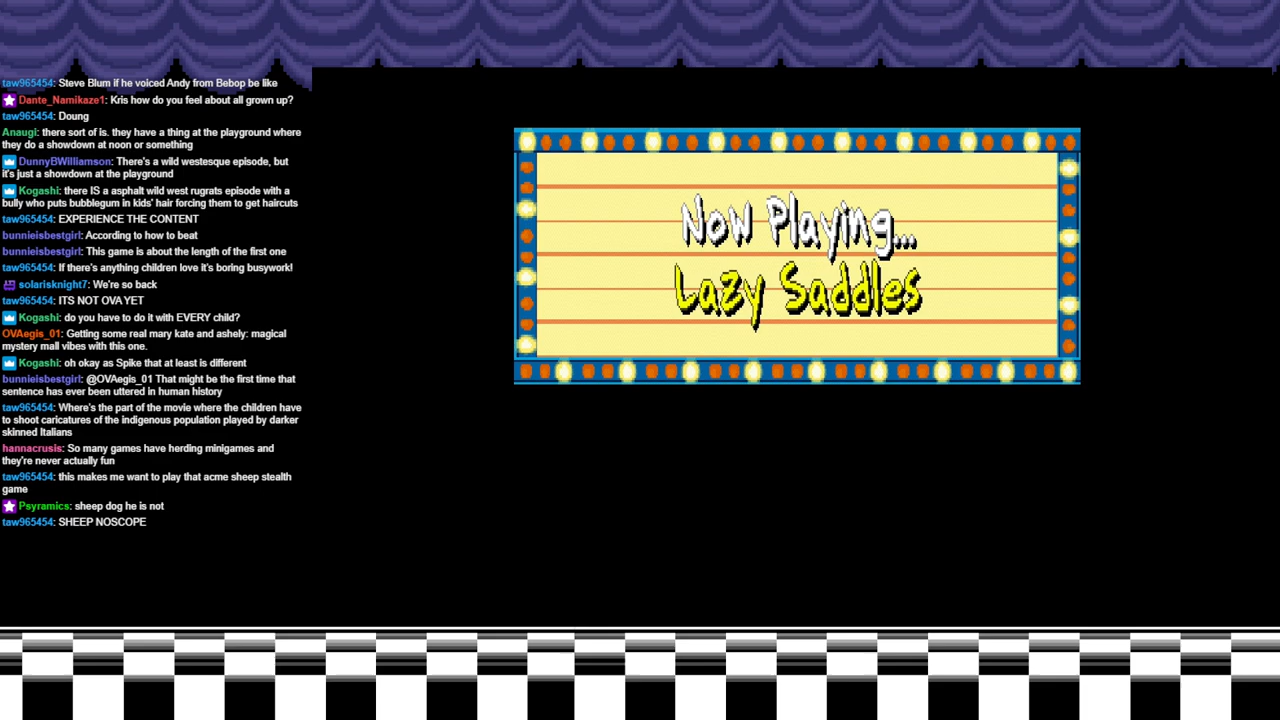 taw965454: Steve Blum if he voiced Andy from Bebop be like
Dante_Namikaze1: Kris how do you feel about all grown up?
taw965454: Doung
Anaugi: there sort of is. they have a thing at the playground where
they do a showdown at noon or something
DunnyBWilliamson: There's a wild westesque episode, but
it's just a showdown at the playground
Kogashi: there IS a asphalt wild west rugrats episode with a
bully who puts bubblegum in kids' hair forcing them to get haircuts
taw965454: EXPERIENCE THE CONTENT
bunnieisbestgirl: According to how to beat
bunnieisbestgirl: This game is about the length of the first one
taw965454: If there's anything children love it's boring busywork!
solarisknight7: We're so back
taw965454: ITS NOT OVA YET
Kogashi: do you have to do it with EVERY child?
OVAegis_01: Getting some real mary kate and ashely: magical
mystery mall vibes with this one.
Kogashi: oh okay as Spike that at least is different
bunnieisbestgirl: @OVAegis_01 That might be the first time that
sentence has ever been uttered in human history
taw965454: Where's the part of the movie where the children have
to shoot caricatures of the indigenous population played by darker
skinned Italians
hannacrusis: So many games have herding minigames and
they're never actually fun
taw965454: this makes me want to play that acme sheep stealth
game
Psyramics: sheep dog he is not
taw965454: SHEEP NOSCOPE
Now Playing...
Lazy Saddles